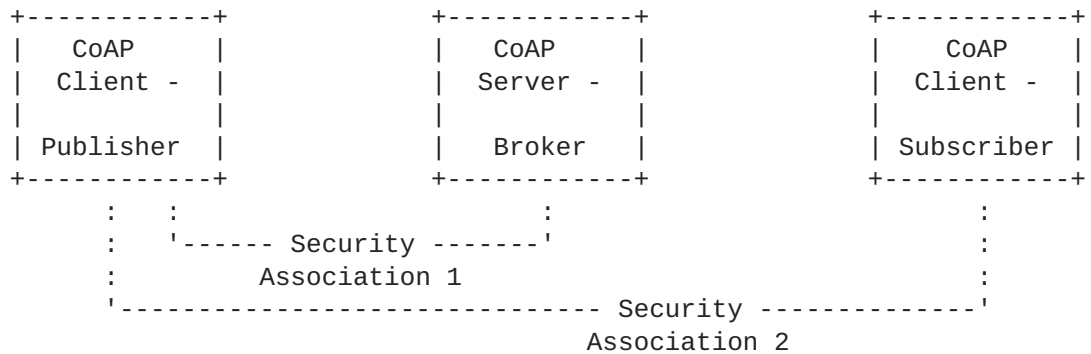 CoAP CoAP CoAP
Client - Server - Client -
Publisher Broker Subscriber
Security
Association 1
Security
Association 2